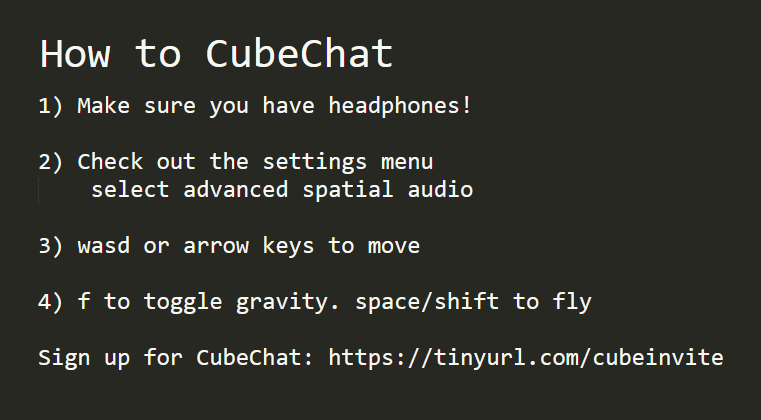 How to CubeChat
1) Make sure you have headphones!
2) Check out the settings menu
select advanced spatial audio
3) wasd or arrow keys to move
4) f to toggle gravity. space/shift to fly
Sign up for CubeChat: https://tinyurl.com/cubeinvite